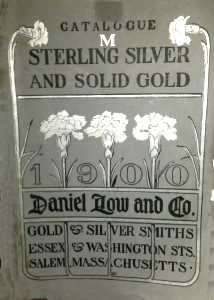 CATALOGUE
M
STERLING SILVER
AND SOLID GOLD
1900
Daniel Low and Co.
GOLD & SILVER SMITHS
ESSEX & WASHINGTON STS.
SALEM, MASSACHUSETTS.